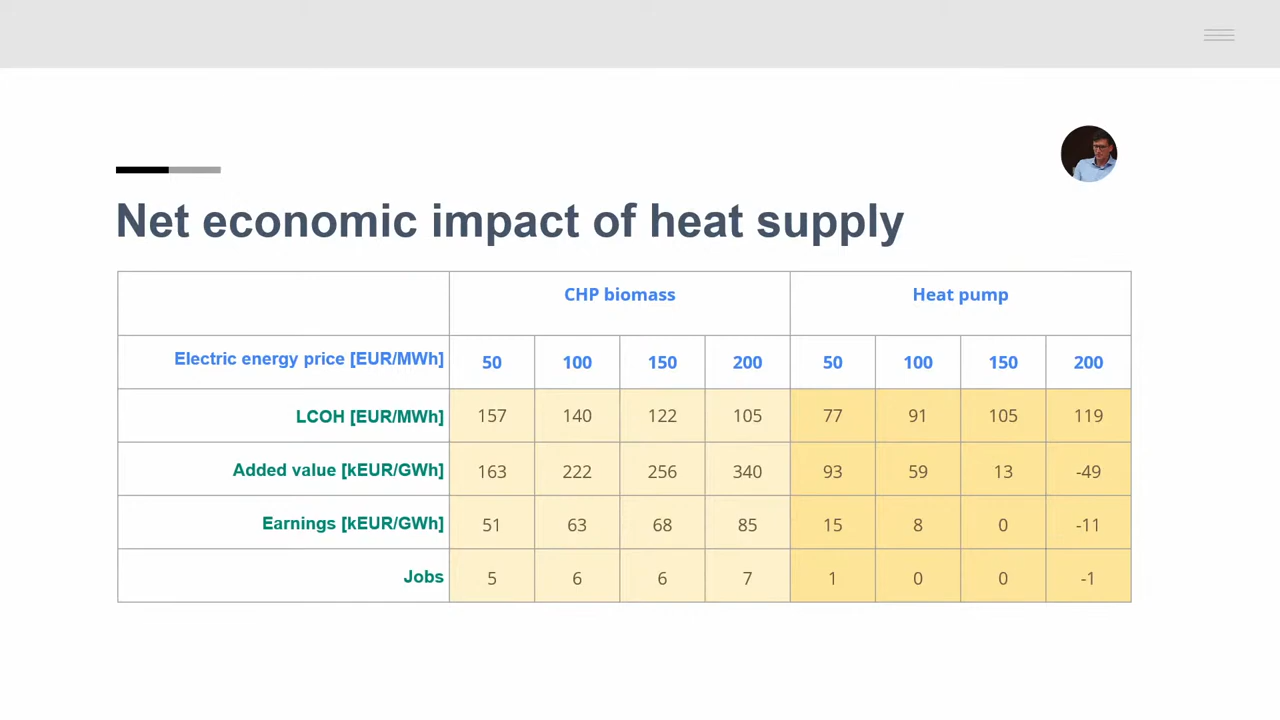 Net economic impact of heat supply
CHP biomass Heat pump
Electric energy price [EUR/MWh] 50 100 150 200 50 100 150 200
LCOH [EUR/MWh] 157 140 122 105 77 91 105 119
Added value [kEUR/GWh] 163 222 256 340 93 59 13 -49
Earnings [kEUR/GWh] 51 63 68 85 15 8 0 -11
Jobs 5 6 6 7 1 0 0 -1